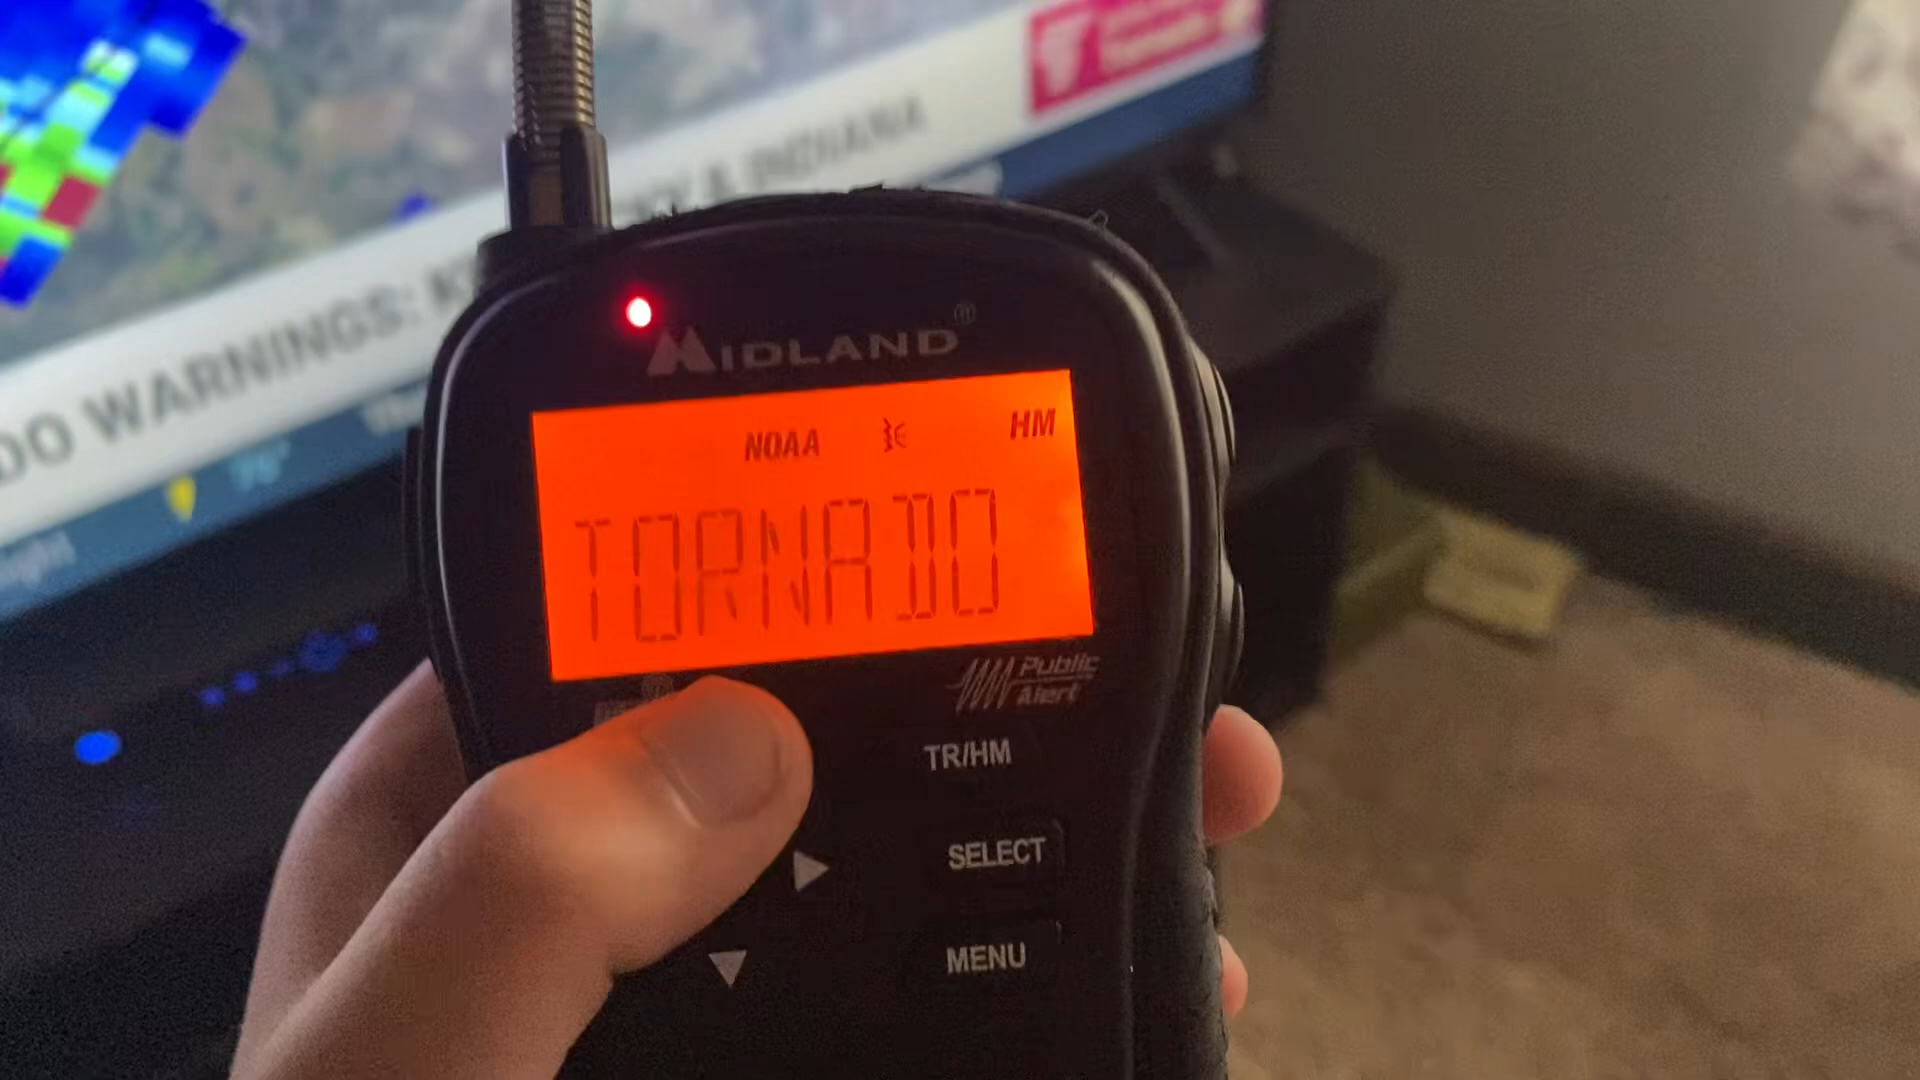 DO WARNINGS: K
Y & INDIANA
MIDLAND®
NOAA
HM
TORNADO
Public
Alert
TR/HM
SELECT
MENU